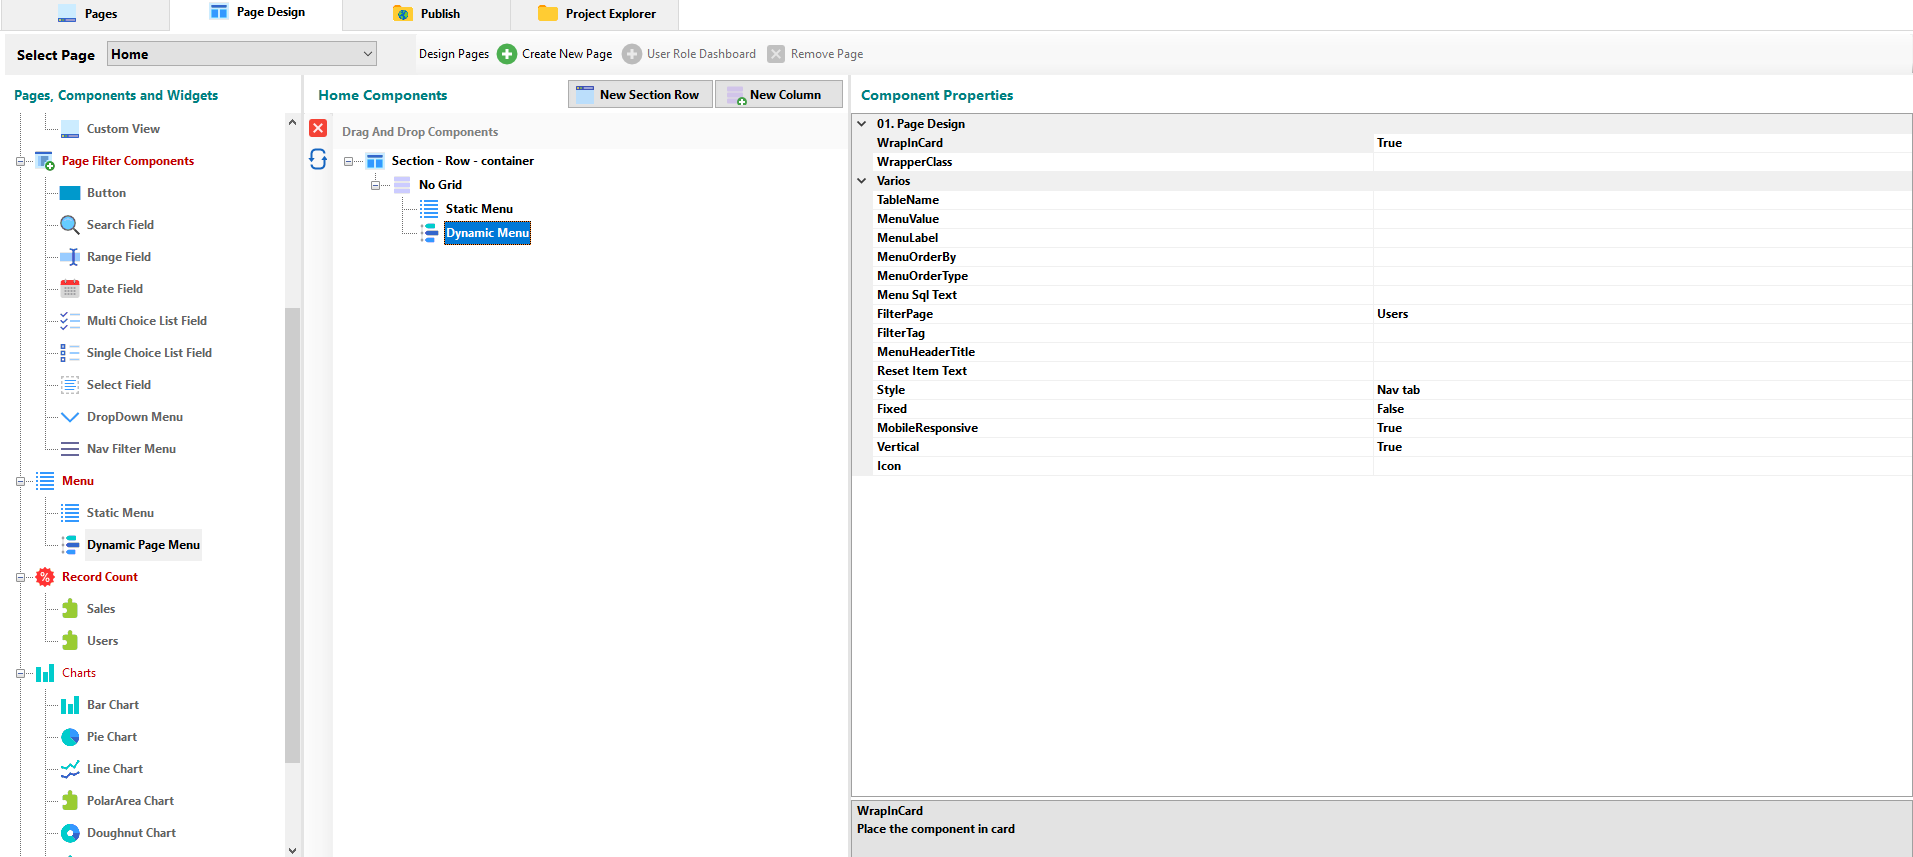 Pages
Page Design
Publish
Project Explorer
Select Page
Home
Design Pages
Create New Page
User Role Dashboard
Remove Page
Pages, Components and Widgets
Custom View
Page Filter Components
Button
Search Field
Range Field
Date Field
Multi Choice List Field
Single Choice List Field
Select Field
DropDown Menu
Nav Filter Menu
Menu
Static Menu
Dynamic Page Menu
Record Count
Sales
Users
Charts
Bar Chart
Pie Chart
Line Chart
PolarArea Chart
Doughnut Chart
Home Components
New Section Row
New Column
Drag And Drop Components
Section - Row - container
No Grid
Static Menu
Dynamic Menu
Component Properties
01. Page Design
WrapInCard True
WrapperClass
Varios
TableName
MenuValue
MenuLabel
MenuOrderBy
MenuOrderType
Menu Sql Text
FilterPage Users
FilterTag
MenuHeaderTitle
Reset Item Text
Style Nav tab
Fixed False
MobileResponsive True
Vertical True
Icon
WrapInCard
Place the component in card